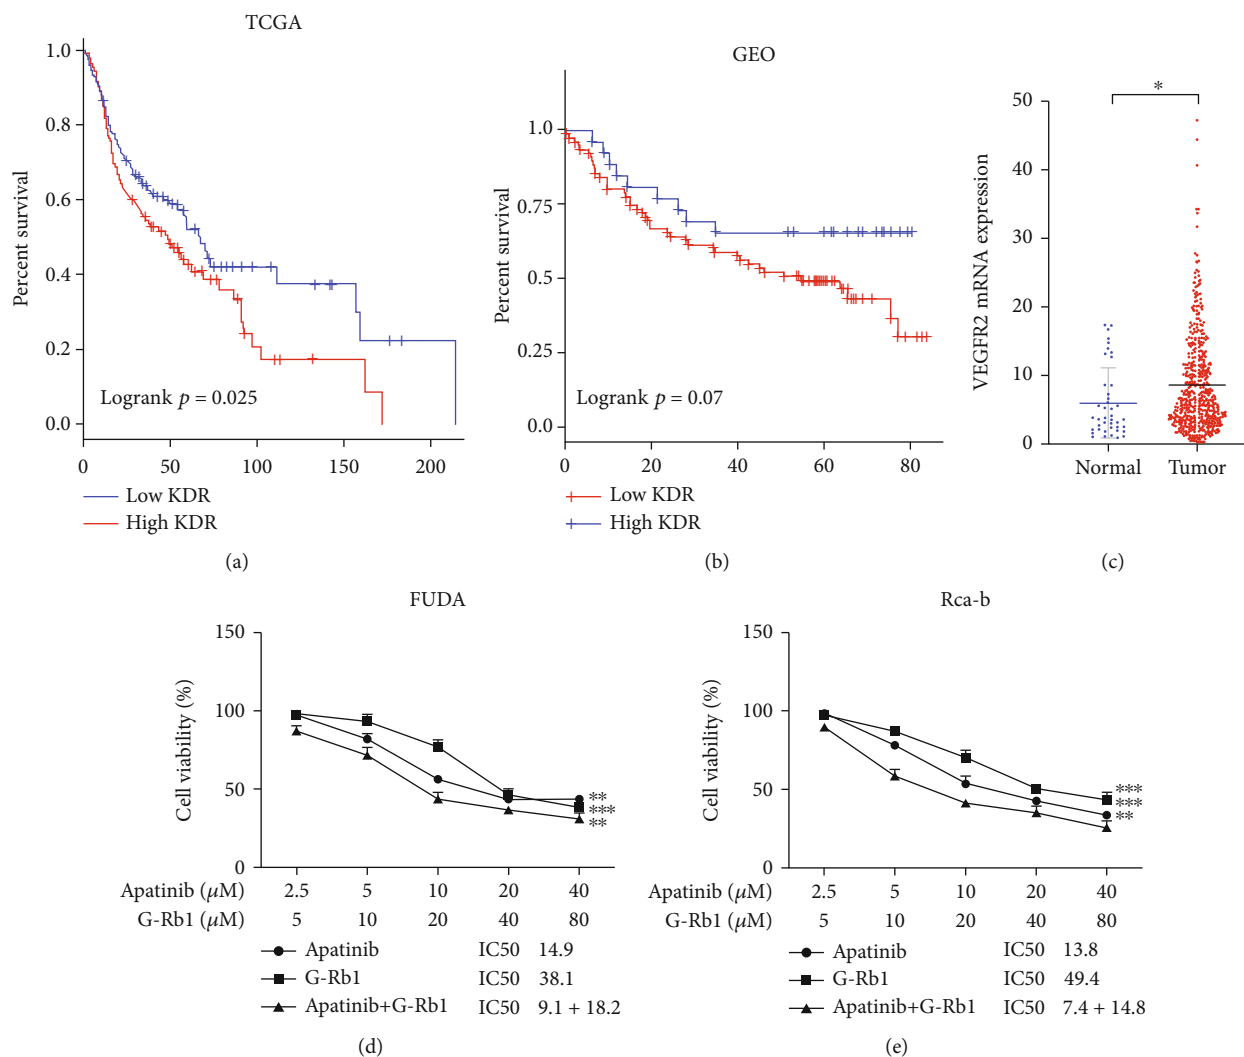 TCGA
Percent survival
1.0
0.8
0.6
0.4
0.2
0.0
Logrank p = 0.025
0 50 100 150 200
Low KDR
High KDR
(a)
GEO
Percent survival
1.0
0.75
0.5
0.25
0.0
Logrank p = 0.07
0 20 40 60 80
Low KDR
High KDR
(b)
VEGFR2 mRNA expression
50
40
30
20
10
0
*
Normal Tumor
(c)
FUDA
Cell viability (%)
150
100
50
0
**
***
**
Apatinib (μM) 2.5 5 10 20 40
G-Rb1 (μM) 5 10 20 40 80
Apatinib IC50 14.9
G-Rb1 IC50 38.1
Apatinib+G-Rb1 IC50 9.1 + 18.2
(d)
Rca-b
Cell viability (%)
150
100
50
0
***
***
**
Apatinib (μM) 2.5 5 10 20 40
G-Rb1 (μM) 5 10 20 40 80
Apatinib IC50 13.8
G-Rb1 IC50 49.4
Apatinib+G-Rb1 IC50 7.4 + 14.8
(e)